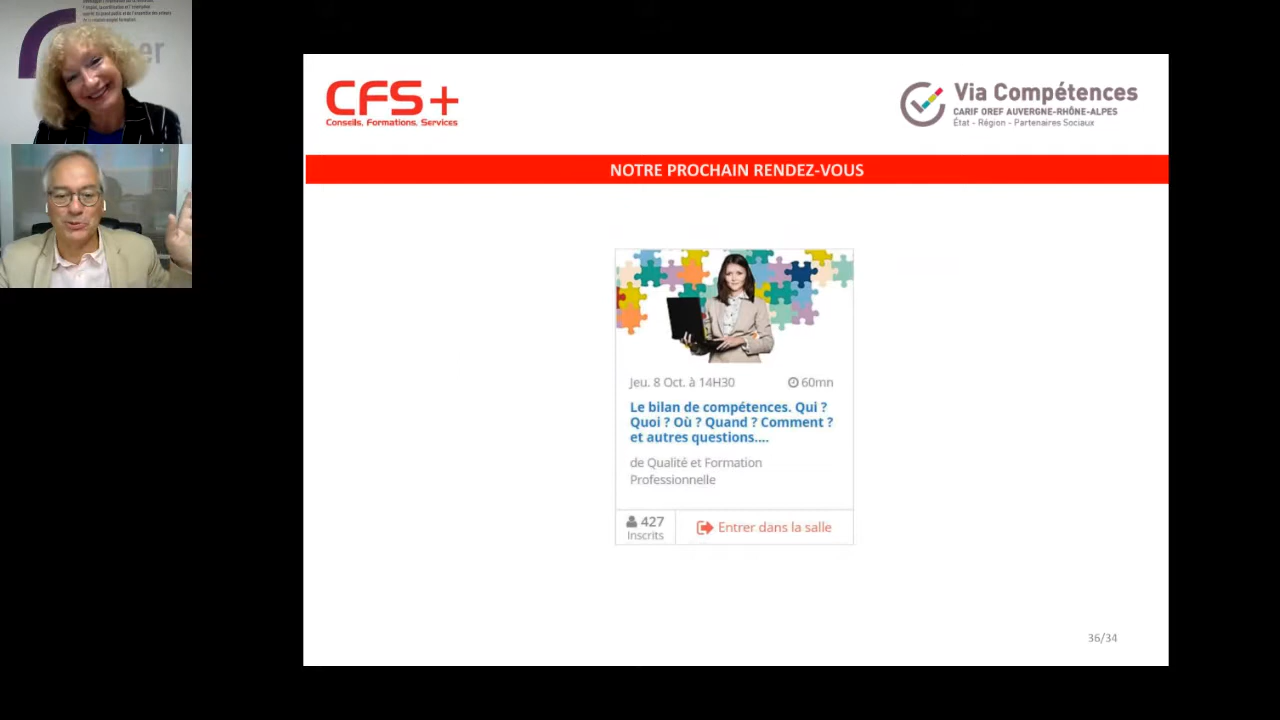 er
CFS+
Conseils, Formations, Services
Via Compétences
CARIF OREF AUVERGNE-RHÔNE-ALPES
État - Région - Partenaires Sociaux
NOTRE PROCHAIN RENDEZ-VOUS
Jeu. 8 Oct. à 14H30
60mn
Le bilan de compétences. Qui ?
Quoi ? Où ? Quand ? Comment ?
et autres questions....
de Qualité et Formation
Professionnelle
427
Inscrits
Entrer dans la salle
36/34